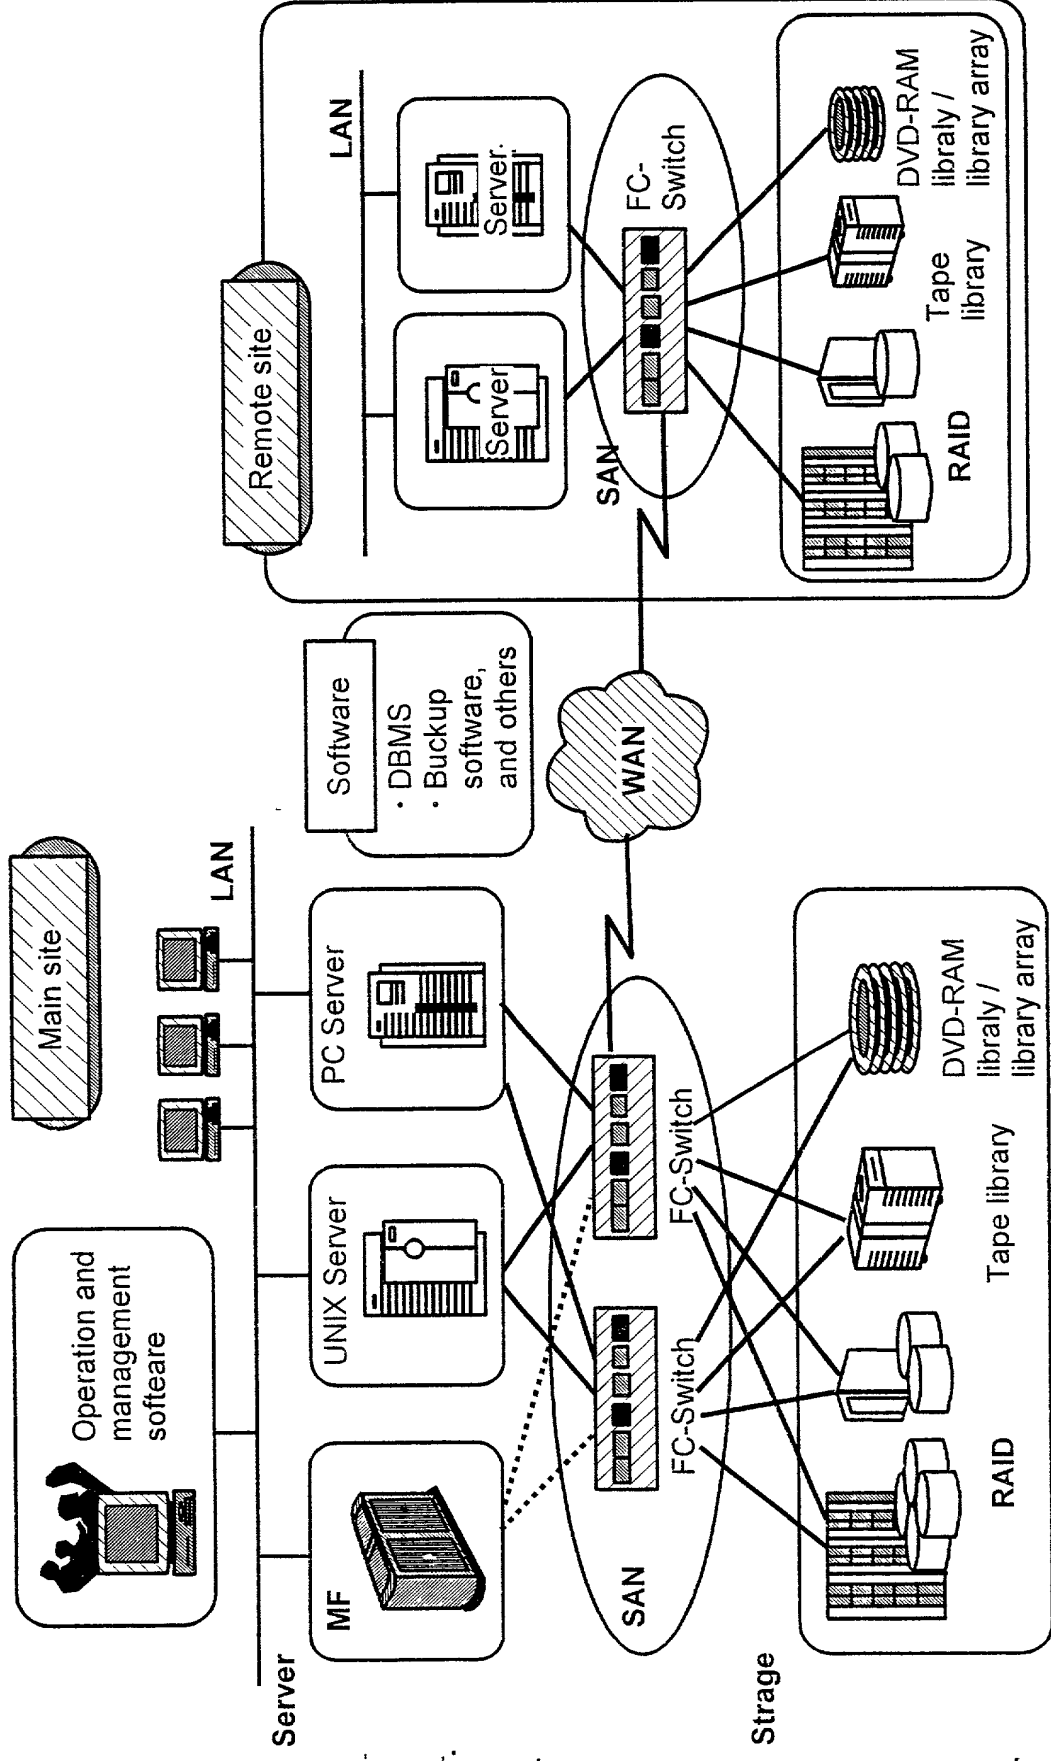 Main site
Operation and
management
softeare
LAN
Server
MF
UNIX Server
PC Server
Software
・DBMS
・Buckup
software,
and others
SAN
FC-Switch
FC-Switch
WAN
Strage
RAID
Tape library
DVD-RAM
libraly /
library array
Remote site
LAN
Server
Server
SAN
FC-
Switch
RAID
Tape
library
DVD-RAM
libraly /
library array